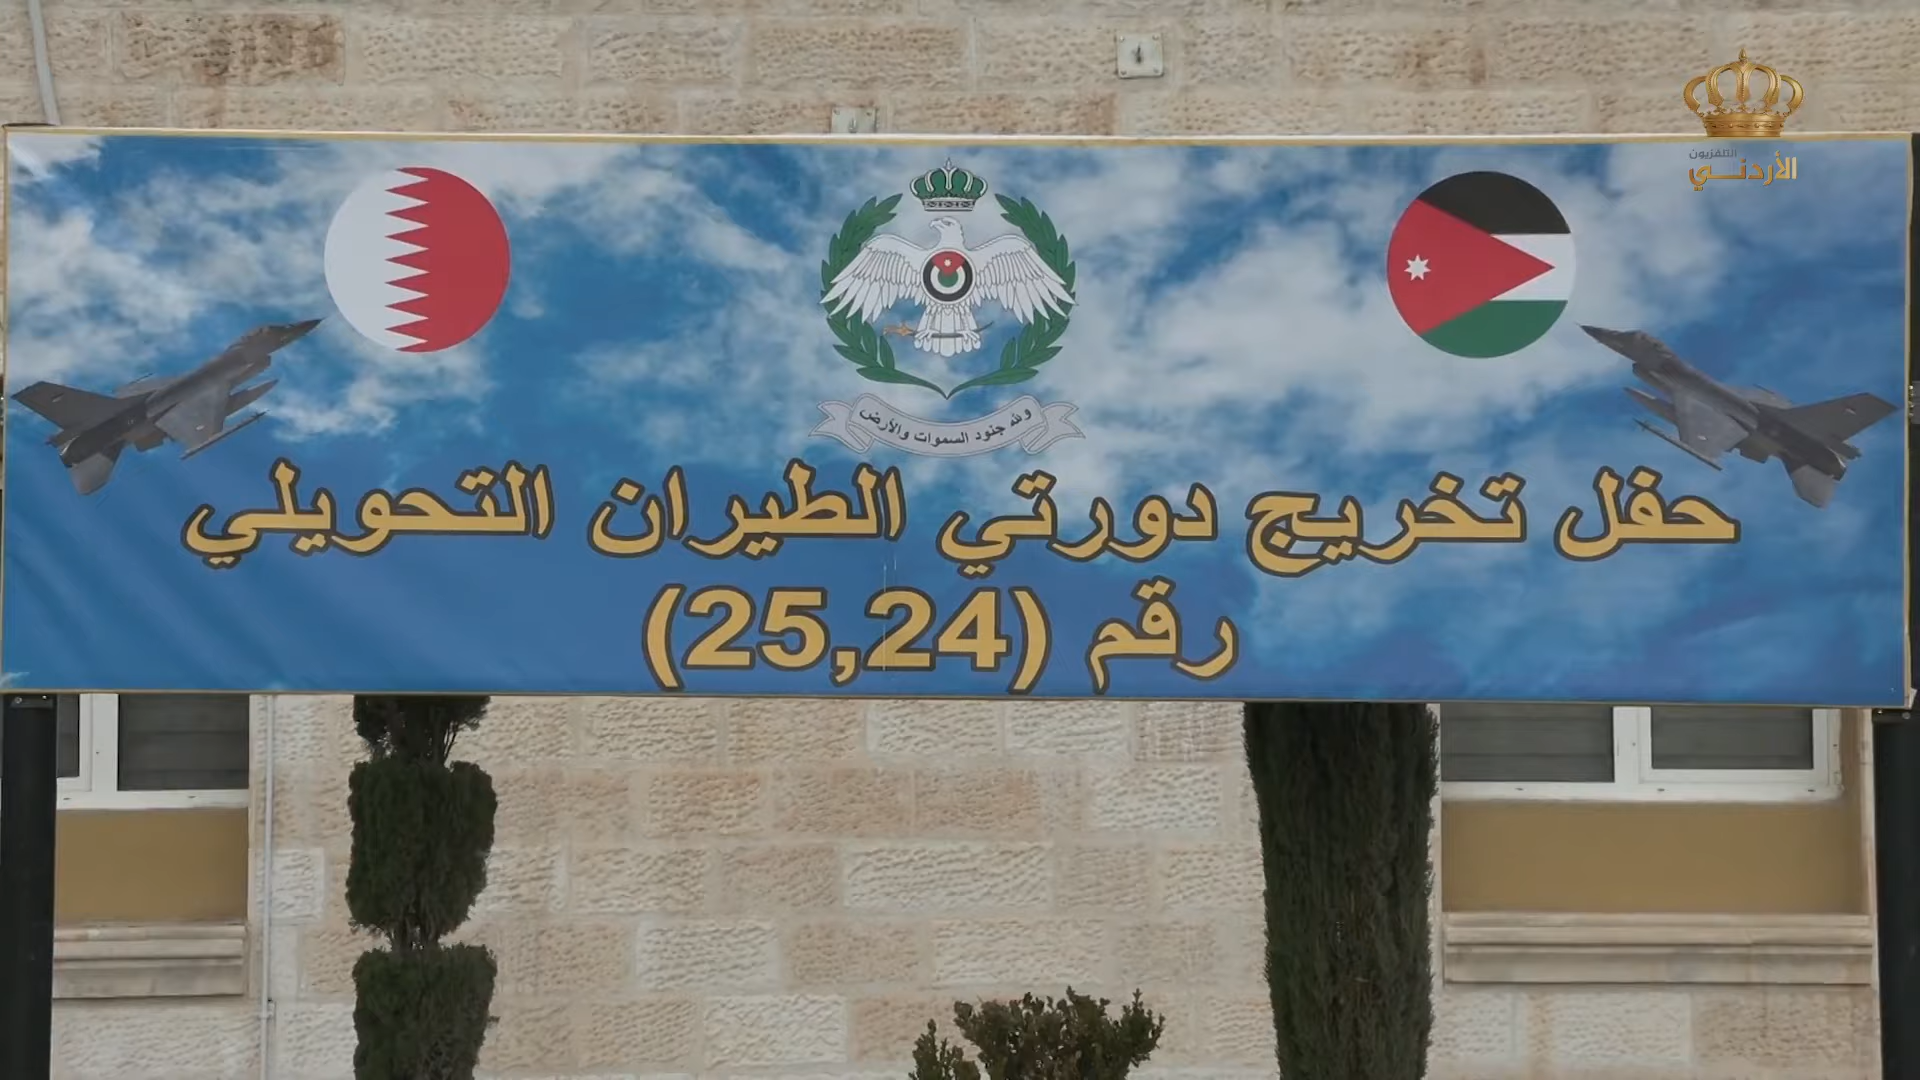 التلفزيون
الأردني
ولله جنود السموات والأرض
حفل تخريج دورتي الطيران التحويلي
رقم (25,24)